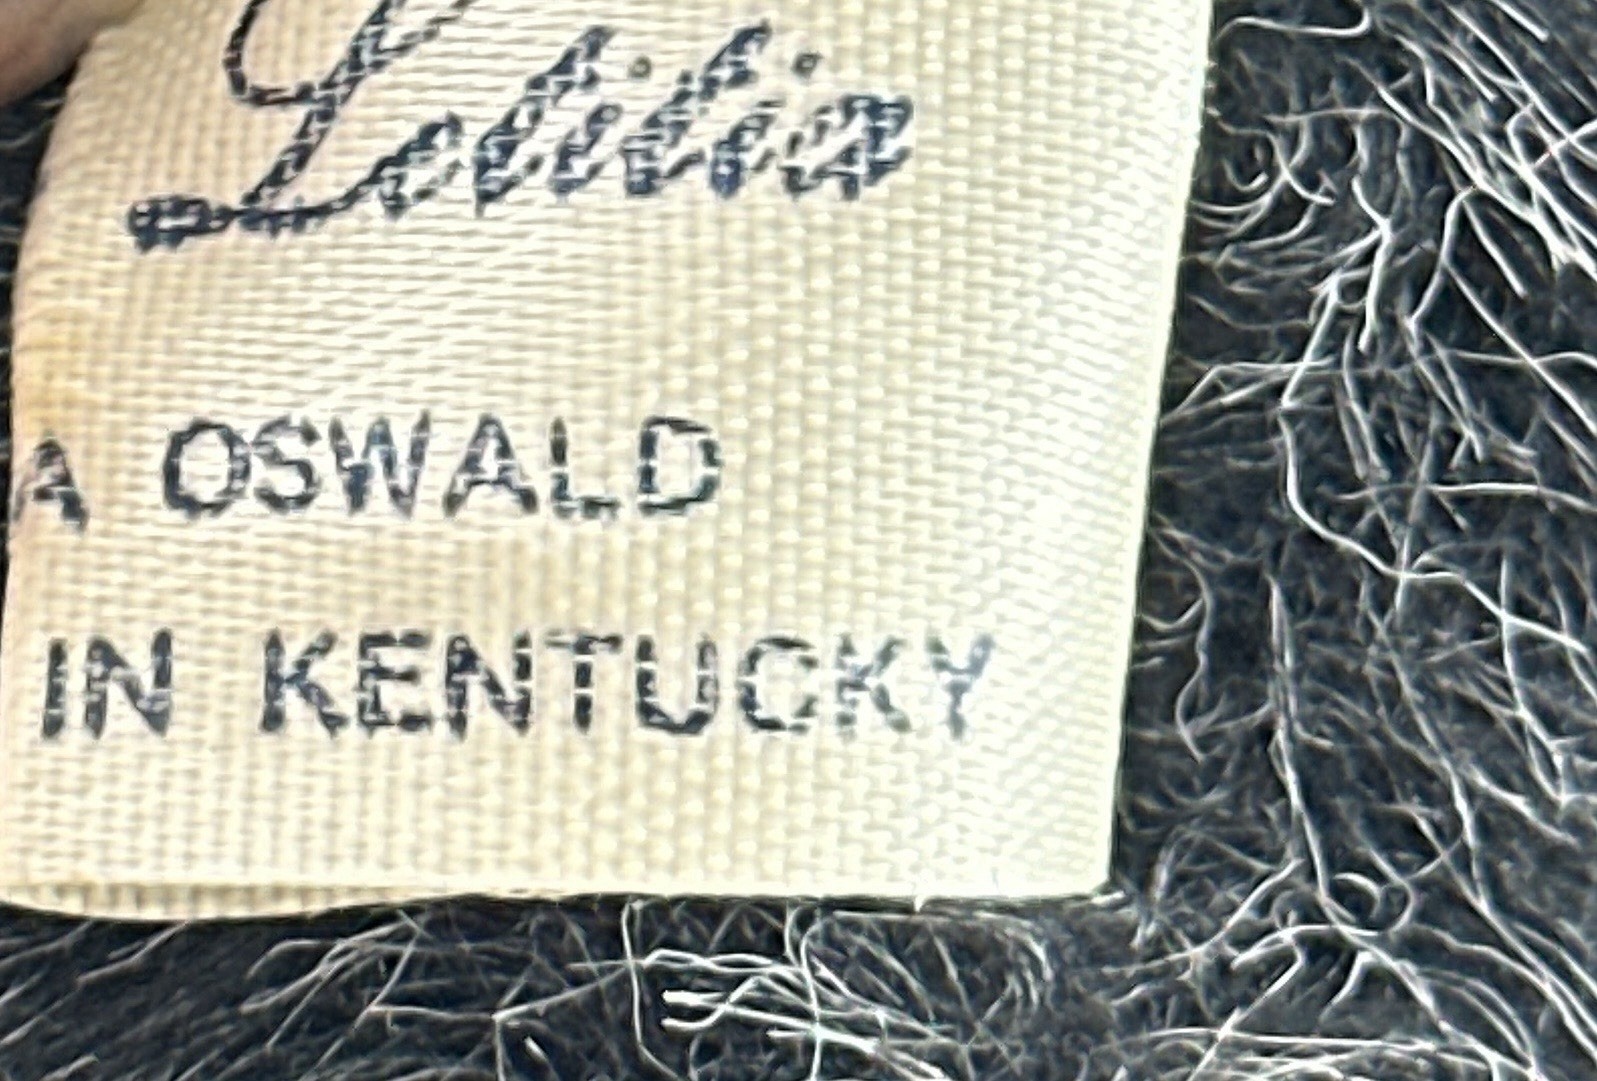 Letitia
A OSWALD
IN KENTUCKY